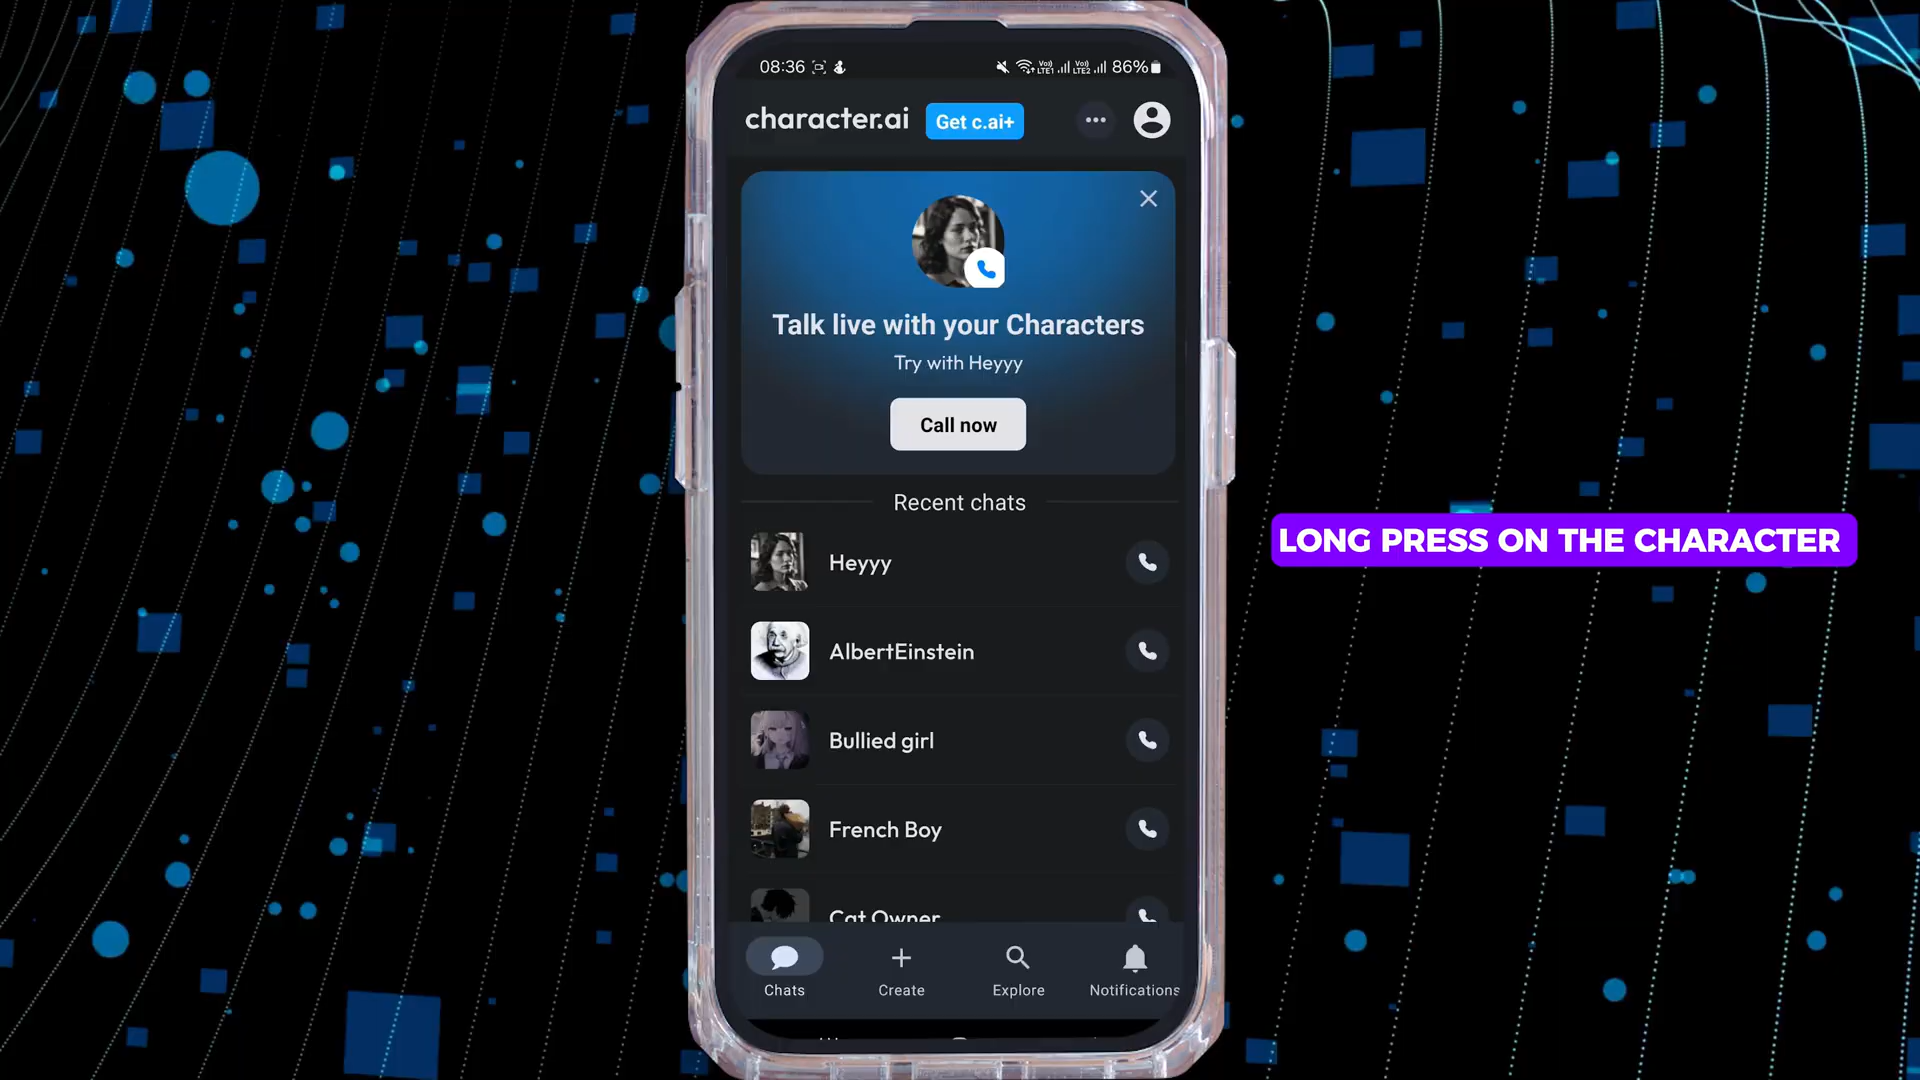 08:36 86%
character.ai Get c.ai+
Talk live with your Characters
Try with Heyyy
Call now
Recent chats
Heyyy
AlbertEinstein
LONG PRESS ON THE CHARACTER
Bullied girl
French Boy
Cat Owner
Chats Create Explore Notifications